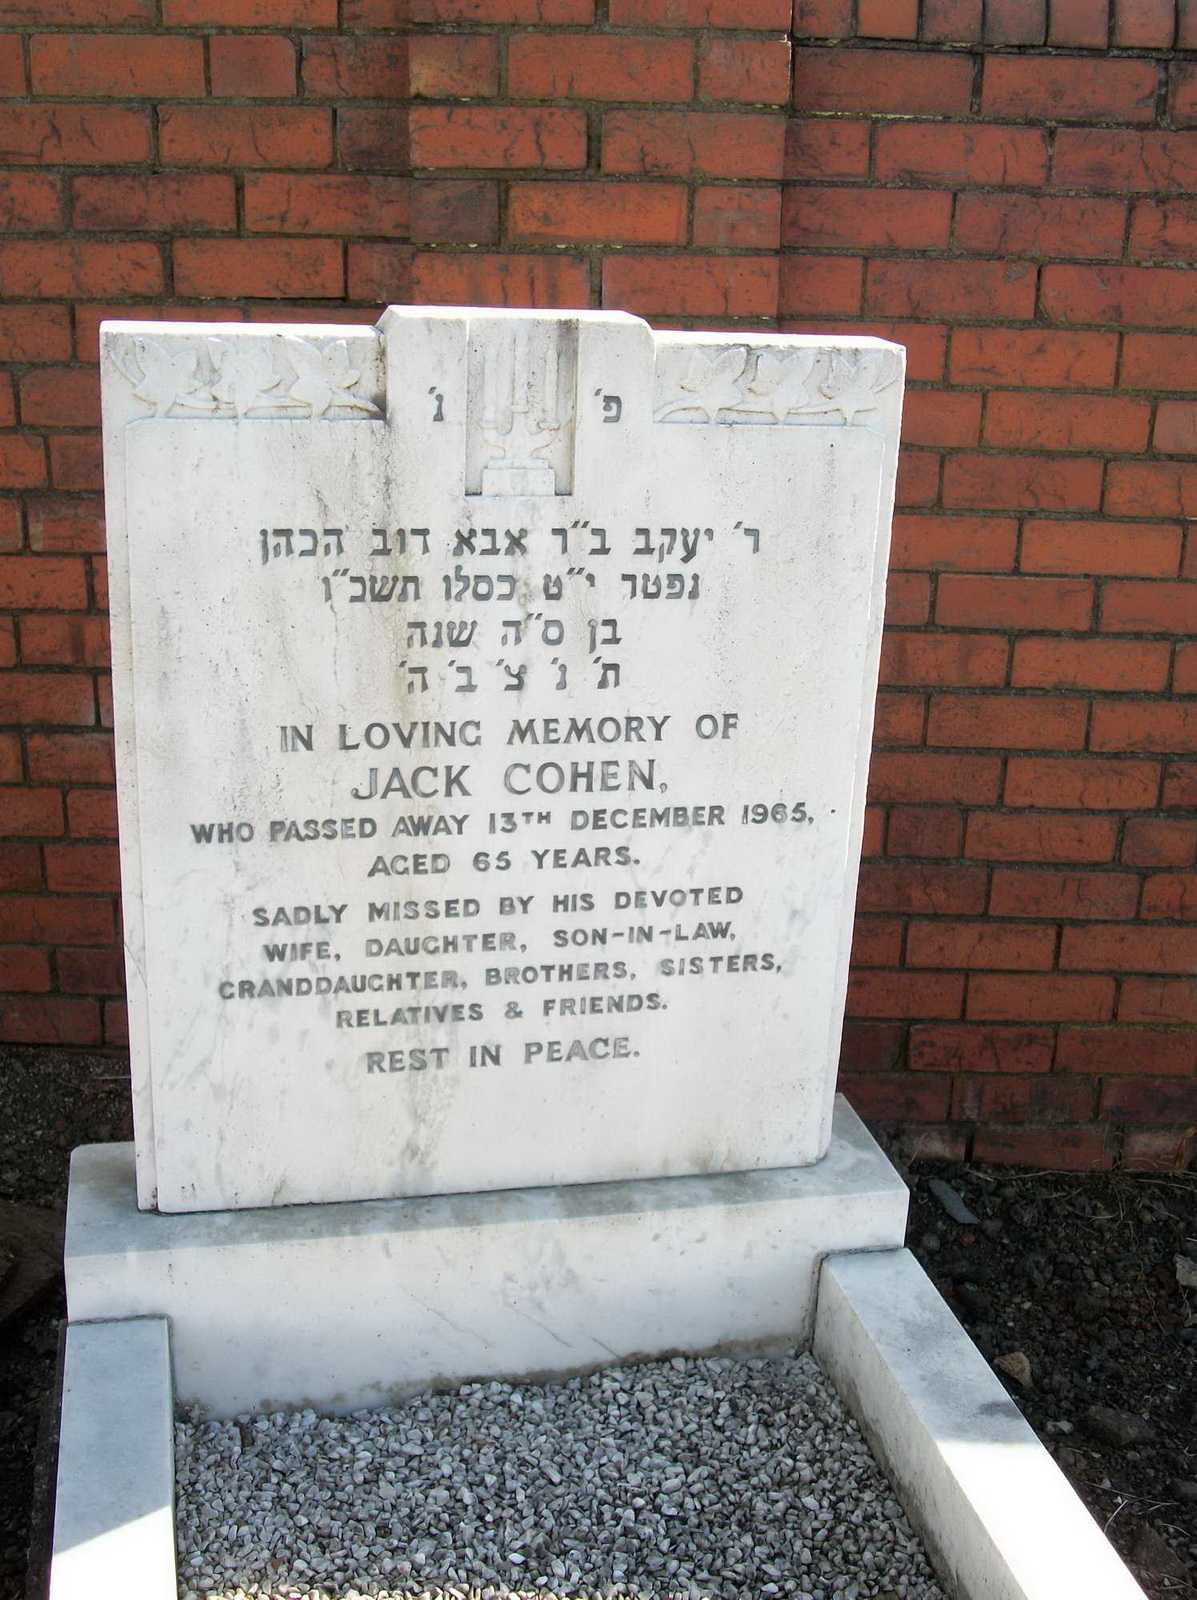 פ׳ נ׳
ר׳ יעקב ב״ר אבא דוב הכהן
נפטר י״ט כסלו תשכ״ו
בן ס״ה שנה
ת׳ נ׳ צ׳ ב׳ ה׳
IN LOVING MEMORY OF
JACK COHEN,
WHO PASSED AWAY 13TH DECEMBER 1965,
AGED 65 YEARS.
SADLY MISSED BY HIS DEVOTED
WIFE, DAUGHTER, SON-IN-LAW,
GRANDDAUGHTER, BROTHERS, SISTERS,
RELATIVES & FRIENDS.
REST IN PEACE.